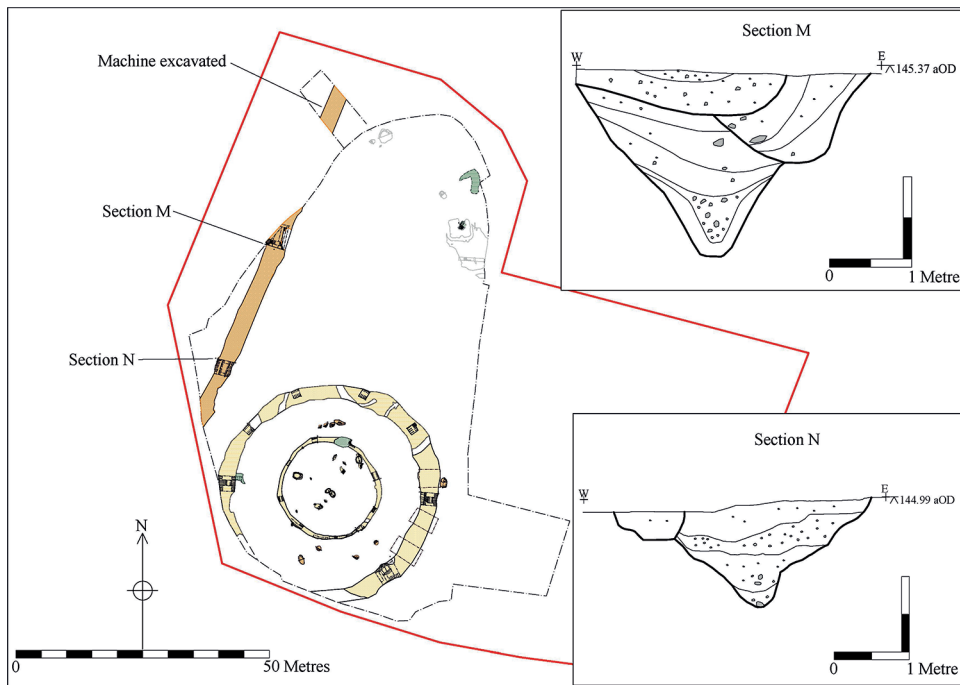 Machine excavated
Section M
Section N
N
0
50 Metres
Section M
W
E
145.37 aOD
0
1 Metre
Section N
W
E
144.99 aOD
0
1 Metre